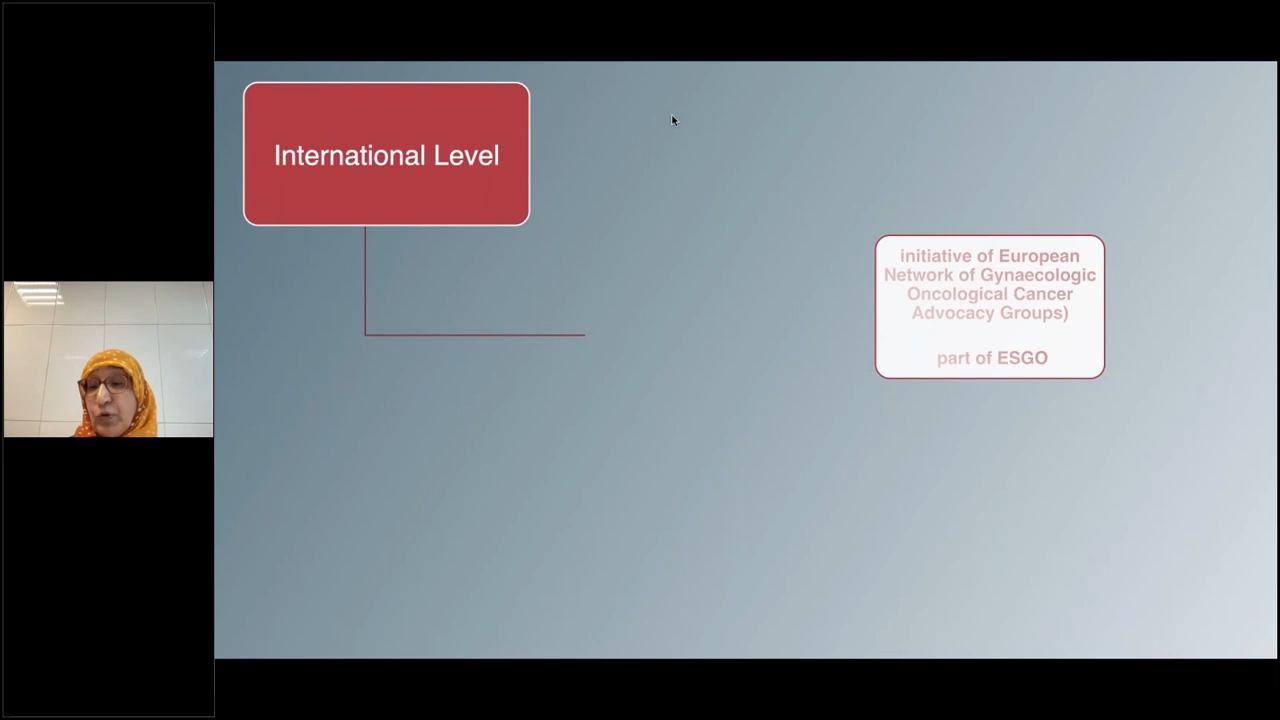 International Level
initiative of European
Network of Gynaecologic
Oncological Cancer
Advocacy Groups)
part of ESGO